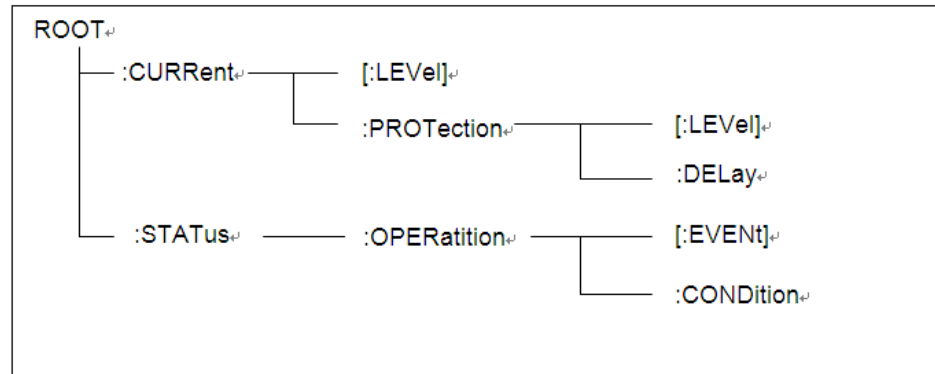 ROOT
:CURRent [:LEVel]
:PROTection [:LEVel]
:DELay
:STATus :OPERatition [:EVENt]
:CONDition